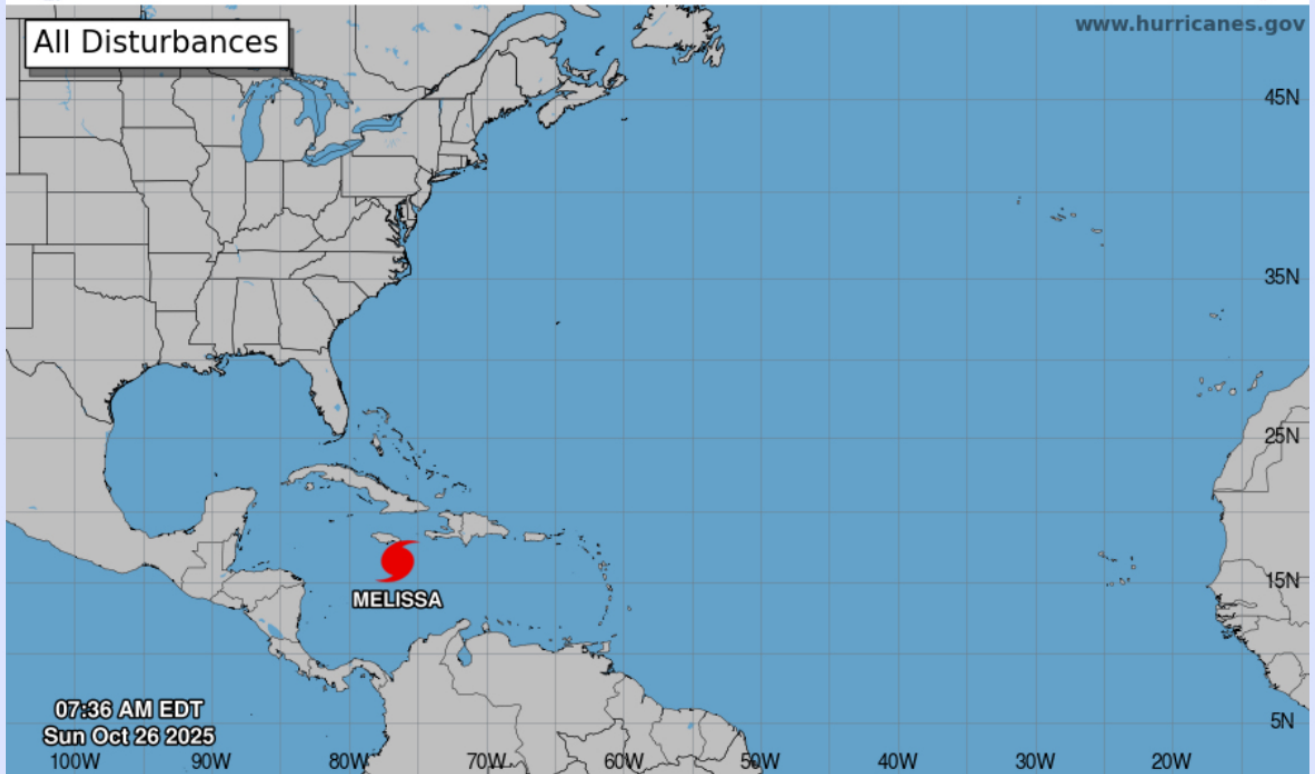 All Disturbances
www.hurricanes.gov
45N
35N
25N
15N
MELISSA
5N
07:36 AM EDT
Sun Oct 26 2025
100W
90W
80W
70W
60W
50W
40W
30W
20W